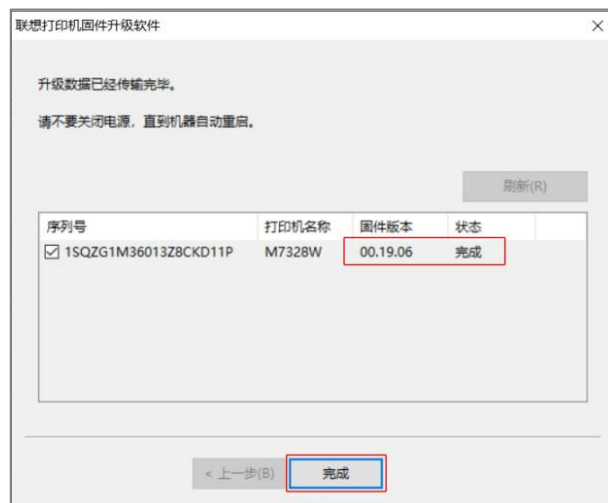 联想打印机固件升级软件
升级数据已经传输完毕。
请不要关闭电源，直到机器自动重启。
刷新(R)
序列号 打印机名称 固件版本 状态
1SQZG1M36013Z8CKD11P M7328W 00.19.06 完成
< 上一步(B) 完成